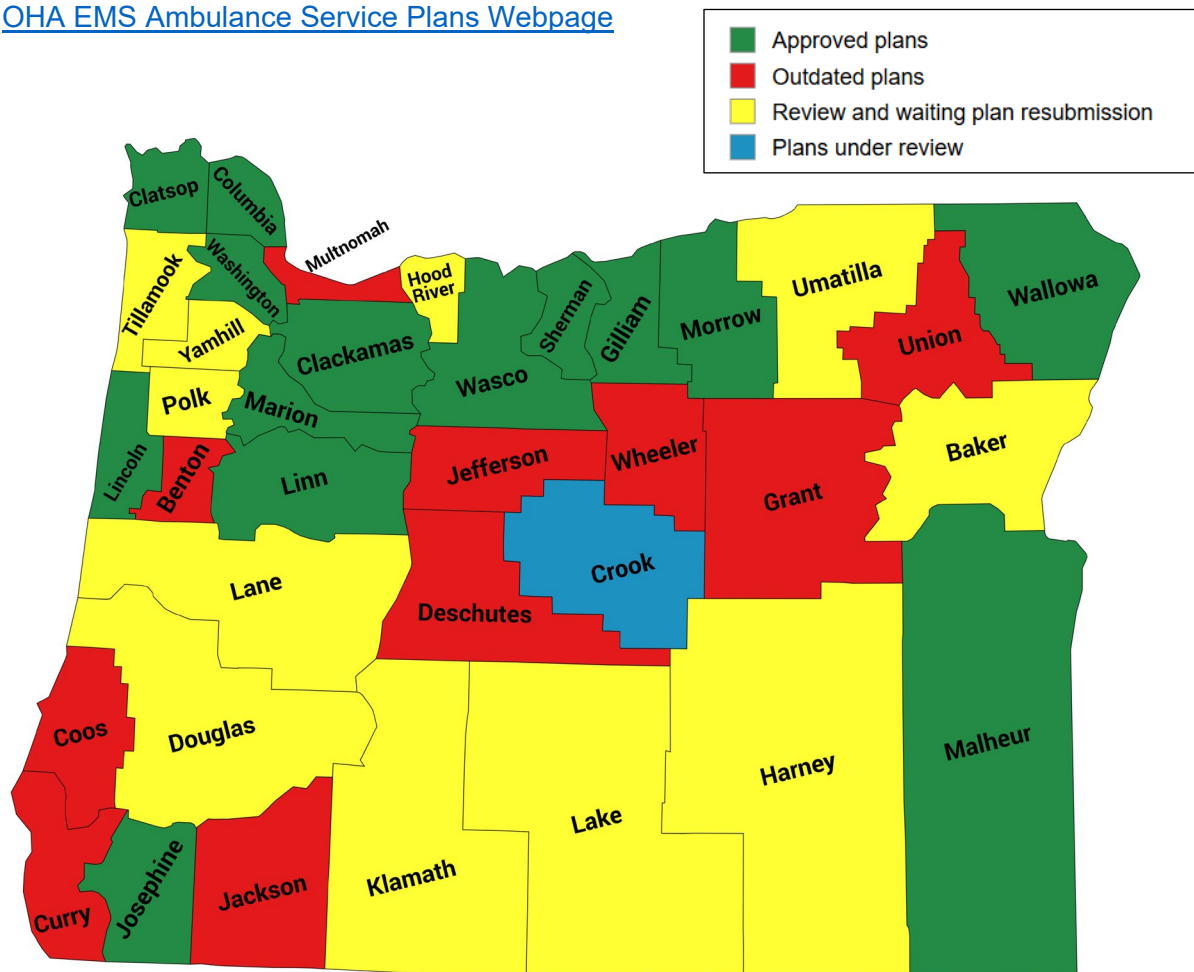 OHA EMS Ambulance Service Plans Webpage
Approved plans
Outdated plans
Review and waiting plan resubmission
Plans under review
Clatsop
Columbia
Multnomah
Washington
Tillamook
Hood
River
Yamhill
Clackamas
Sherman
Gilliam
Morrow
Umatilla
Wallowa
Union
Wasco
Polk
Marion
Lincoln
Benton
Linn
Jefferson
Wheeler
Grant
Baker
Lane
Deschutes
Crook
Coos
Douglas
Harney
Malheur
Lake
Klamath
Jackson
Josephine
Curry